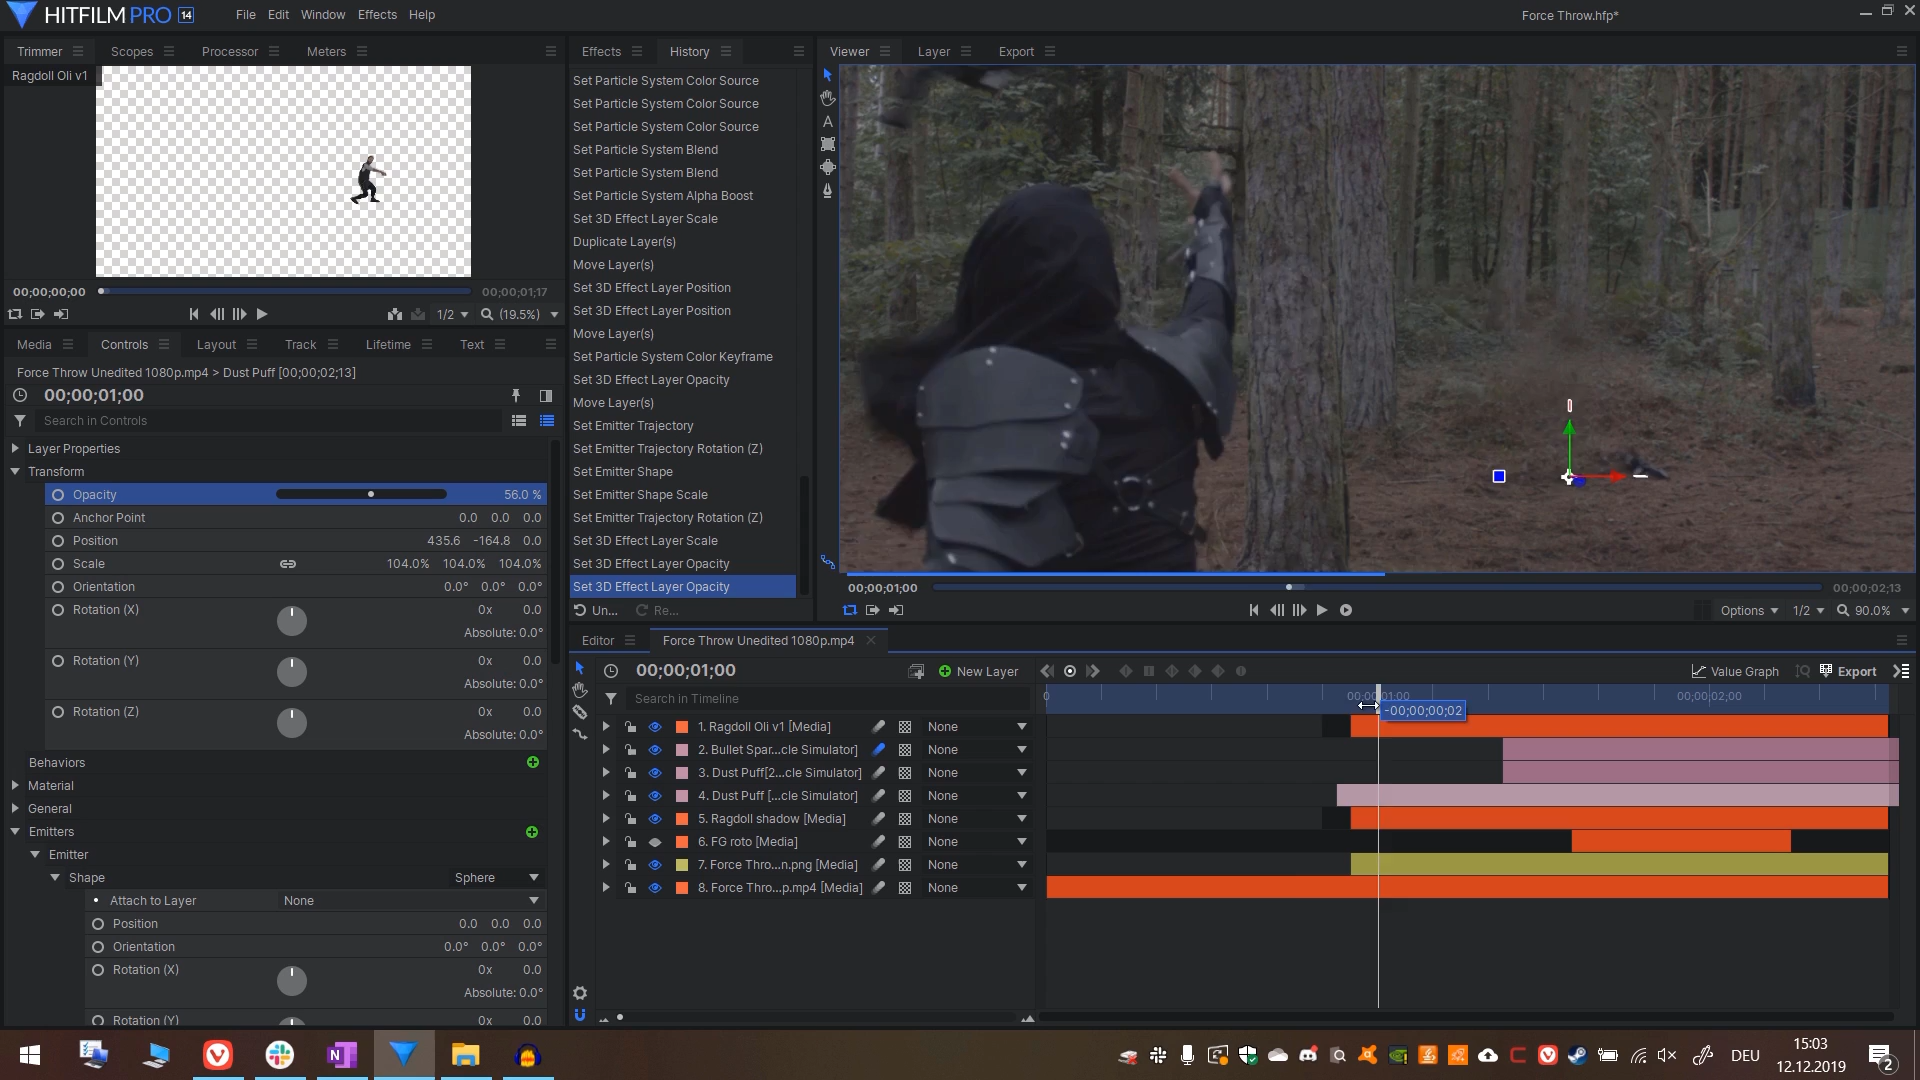 HITFILM PRO 14
File Edit Window Effects Help
Force Throw.hfp*
Trimmer Scopes Processor Meters
Ragdoll Oli v1
00;00;00;00
00;00;01;17
1/2 (19.5%)
Media Controls Layout Track Lifetime Text
Force Throw Unedited 1080p.mp4 > Dust Puff [00;00;02;13]
00;00;01;00
Search in Controls
Layer Properties
Transform
Opacity 56.0 %
Anchor Point 0.0 0.0 0.0
Position 435.6 -164.8 0.0
Scale 104.0% 104.0% 104.0%
Orientation 0.0° 0.0° 0.0°
Rotation (X) 0x 0.0
Absolute: 0.0°
Rotation (Y) 0x 0.0
Absolute: 0.0°
Rotation (Z) 0x 0.0
Absolute: 0.0°
Behaviors
Material
General
Emitters
Emitter
Shape Sphere
Attach to Layer None
Position 0.0 0.0 0.0
Orientation 0.0° 0.0° 0.0°
Rotation (X) 0x 0.0
Absolute: 0.0°
Rotation (Y) 0x 0.0
Effects History
Set Particle System Color Source
Set Particle System Color Source
Set Particle System Color Source
Set Particle System Blend
Set Particle System Blend
Set Particle System Alpha Boost
Set 3D Effect Layer Scale
Duplicate Layer(s)
Move Layer(s)
Set 3D Effect Layer Position
Set 3D Effect Layer Position
Move Layer(s)
Set Particle System Color Keyframe
Set 3D Effect Layer Opacity
Move Layer(s)
Set Emitter Trajectory
Set Emitter Trajectory Rotation (Z)
Set Emitter Shape
Set Emitter Shape Scale
Set Emitter Trajectory Rotation (Z)
Set 3D Effect Layer Scale
Set 3D Effect Layer Opacity
Set 3D Effect Layer Opacity
Un... Re...
Viewer Layer Export
A
00;00;01;00
00;00;02;13
Options 1/2 90.0%
Editor Force Throw Unedited 1080p.mp4
00;00;01;00 New Layer
Value Graph Export
Search in Timeline
0 00;00;01;00 00;00;02;00
-00;00;00;02
1. Ragdoll Oli v1 [Media] None
2. Bullet Spar...cle Simulator] None
3. Dust Puff[2...cle Simulator] None
4. Dust Puff [...cle Simulator] None
5. Ragdoll shadow [Media] None
6. FG roto [Media] None
7. Force Thro...n.png [Media] None
8. Force Thro...p.mp4 [Media] None
DEU
15:03
12.12.2019
2